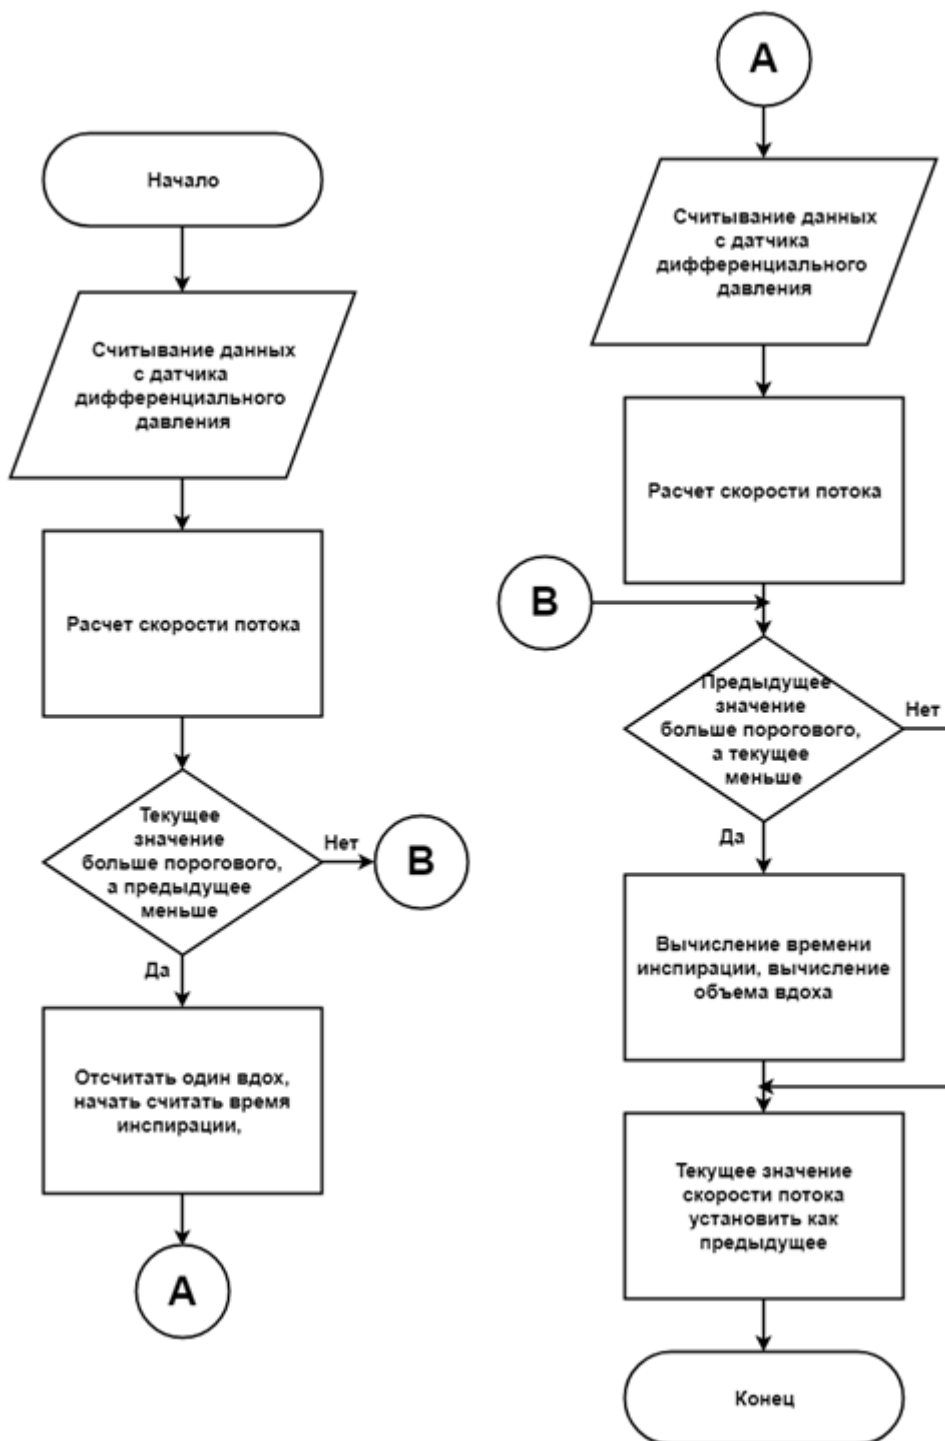 Начало
Считывание данных
с датчика
дифференциального
давления
Расчет скорости потока
Текущее
значение
больше порогового,
а предыдущее
меньше
Нет
В
Да
Отсчитать один вдох,
начать считать время
инспирации,
А
А
Считывание данных
с датчика
дифференциального
давления
Расчет скорости потока
В
Предыдущее
значение
больше порогового,
а текущее
меньше
Нет
Да
Вычисление времени
инспирации, вычисление
объема вдоха
Текущее значение
скорости потока
установить как
предыдущее
Конец